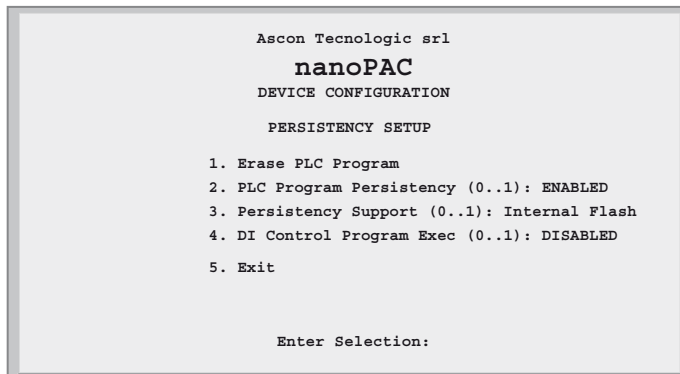 Ascon Tecnologic srl
nanoPAC
DEVICE CONFIGURATION
PERSISTENCY SETUP
1. Erase PLC Program
2. PLC Program Persistency (0..1): ENABLED
3. Persistency Support (0..1): Internal Flash
4. DI Control Program Exec (0..1): DISABLED
5. Exit
Enter Selection: